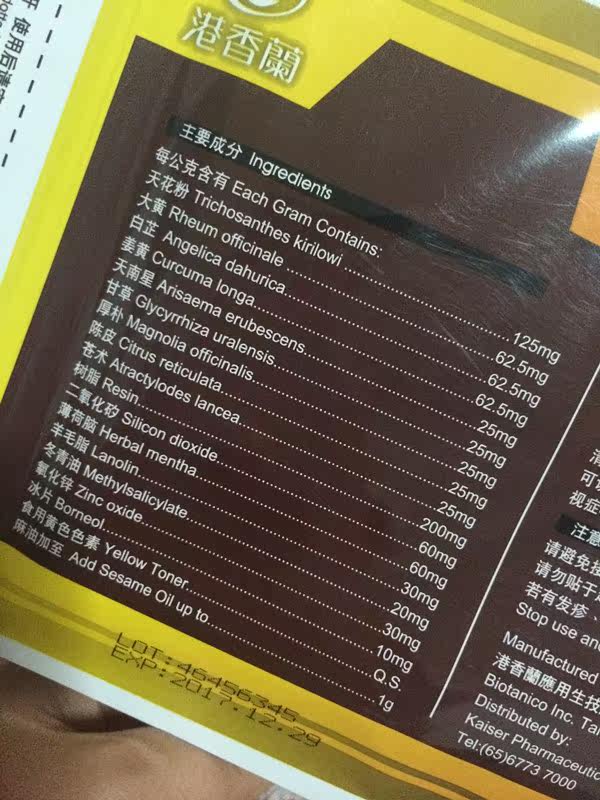 港香蘭
主要成分 Ingredients
每公克含有 Each Gram Contains:
天花粉 Trichosanthes kirilowi 125mg
大黄 Rheum officinale 62.5mg
白芷 Angelica dahurica 62.5mg
姜黄 Curcuma longa 62.5mg
天南星 Arisaema erubescens 25mg
甘草 Glycyrrhiza uralensis 25mg
厚朴 Magnolia officinalis 25mg
陈皮 Citrus reticulata 25mg
苍术 Atractylodes lancea 25mg
树脂 Resin 200mg
二氧化矽 Silicon dioxide 60mg
薄荷脑 Herbal mentha 60mg
羊毛脂 Lanolin 30mg
冬青油 Methylsalicylate 20mg
氧化锌 Zinc oxide 30mg
冰片 Borneol 10mg
食用黃色色素 Yellow Toner Q.S.
麻油加至 Add Sesame Oil up to 1g
LOT:46456345
EXP:2017.12.29
视症
注意
请避免接
请勿贴于
若有发疹、
Stop use and
Manufactured
港香蘭應用生技
Biotanico Inc. Tai
Distributed by:
Kaiser Pharmaceutic
Tel:(65)6773 7000